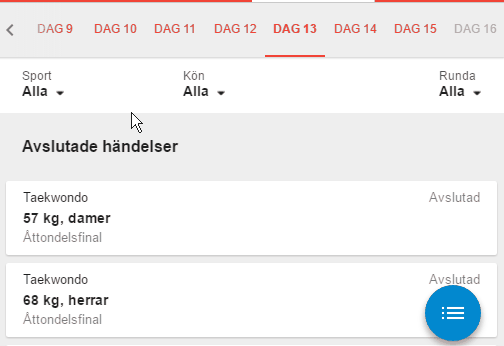 DAG 9 DAG 10 DAG 11 DAG 12 DAG 13 DAG 14 DAG 15 DAG 16
Sport Kön Runda
Alla Alla Alla
Avslutade händelser
Taekwondo Avslutad
57 kg, damer
Åttondelsfinal
Taekwondo Avslutad
68 kg, herrar
Åttondelsfinal